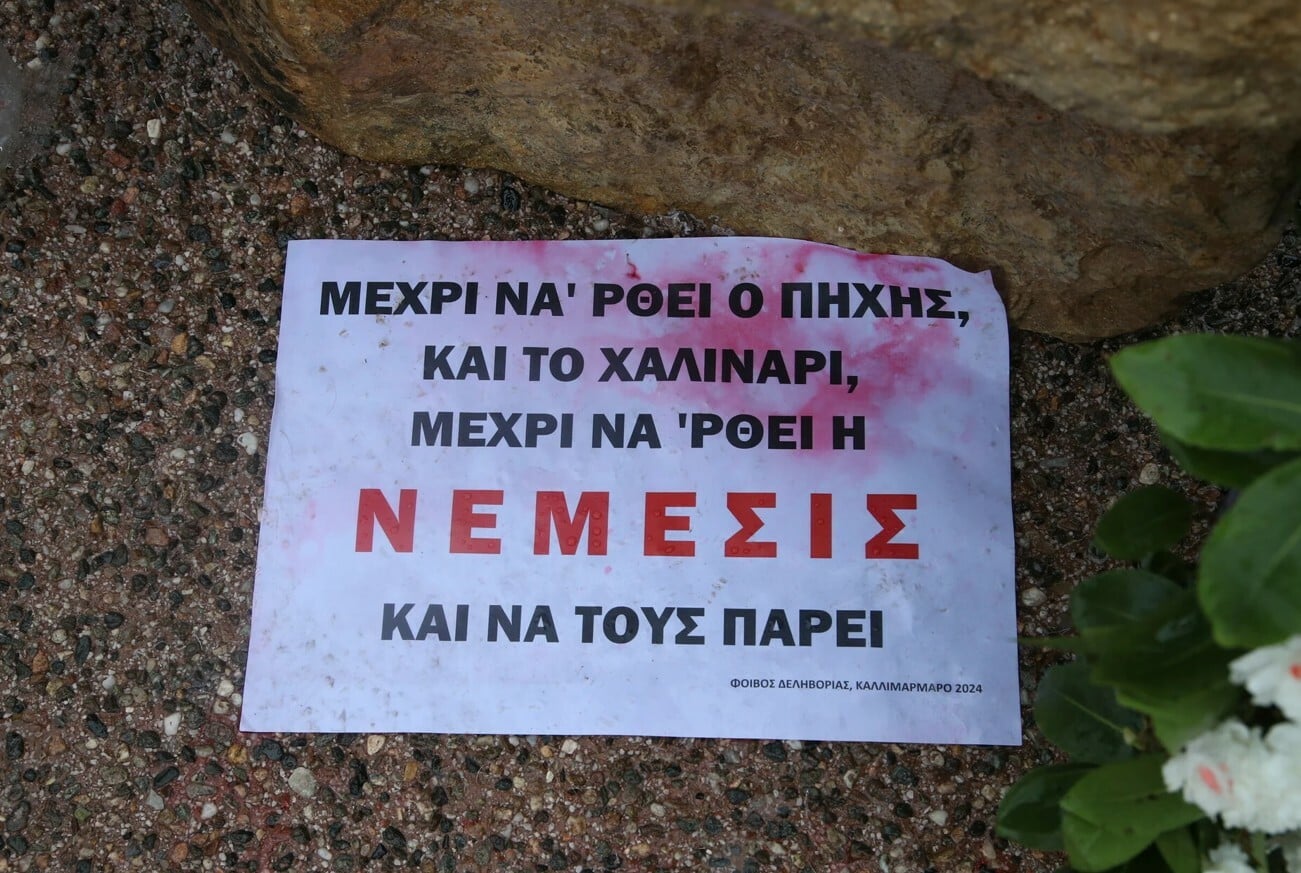 ΜΕΧΡΙ ΝΑ' ΡΘΕΙ Ο ΠΗΧΗΣ,
ΚΑΙ ΤΟ ΧΑΛΙΝΑΡΙ,
ΜΕΧΡΙ ΝΑ 'ΡΘΕΙ Η
ΝΕΜΕΣΙΣ
ΚΑΙ ΝΑ ΤΟΥΣ ΠΑΡΕΙ
ΦΟΙΒΟΣ ΔΕΛΗΒΟΡΙΑΣ, ΚΑΛΛΙΜΑΡΜΑΡΟ 2024